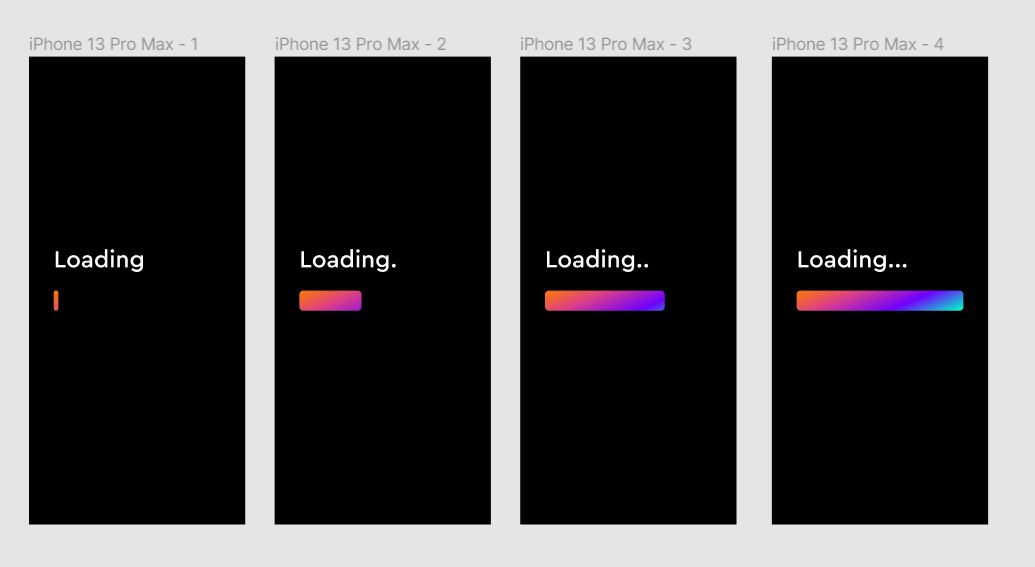 iPhone 13 Pro Max - 1
iPhone 13 Pro Max - 2
iPhone 13 Pro Max - 3
iPhone 13 Pro Max - 4
Loading
Loading.
Loading..
Loading...